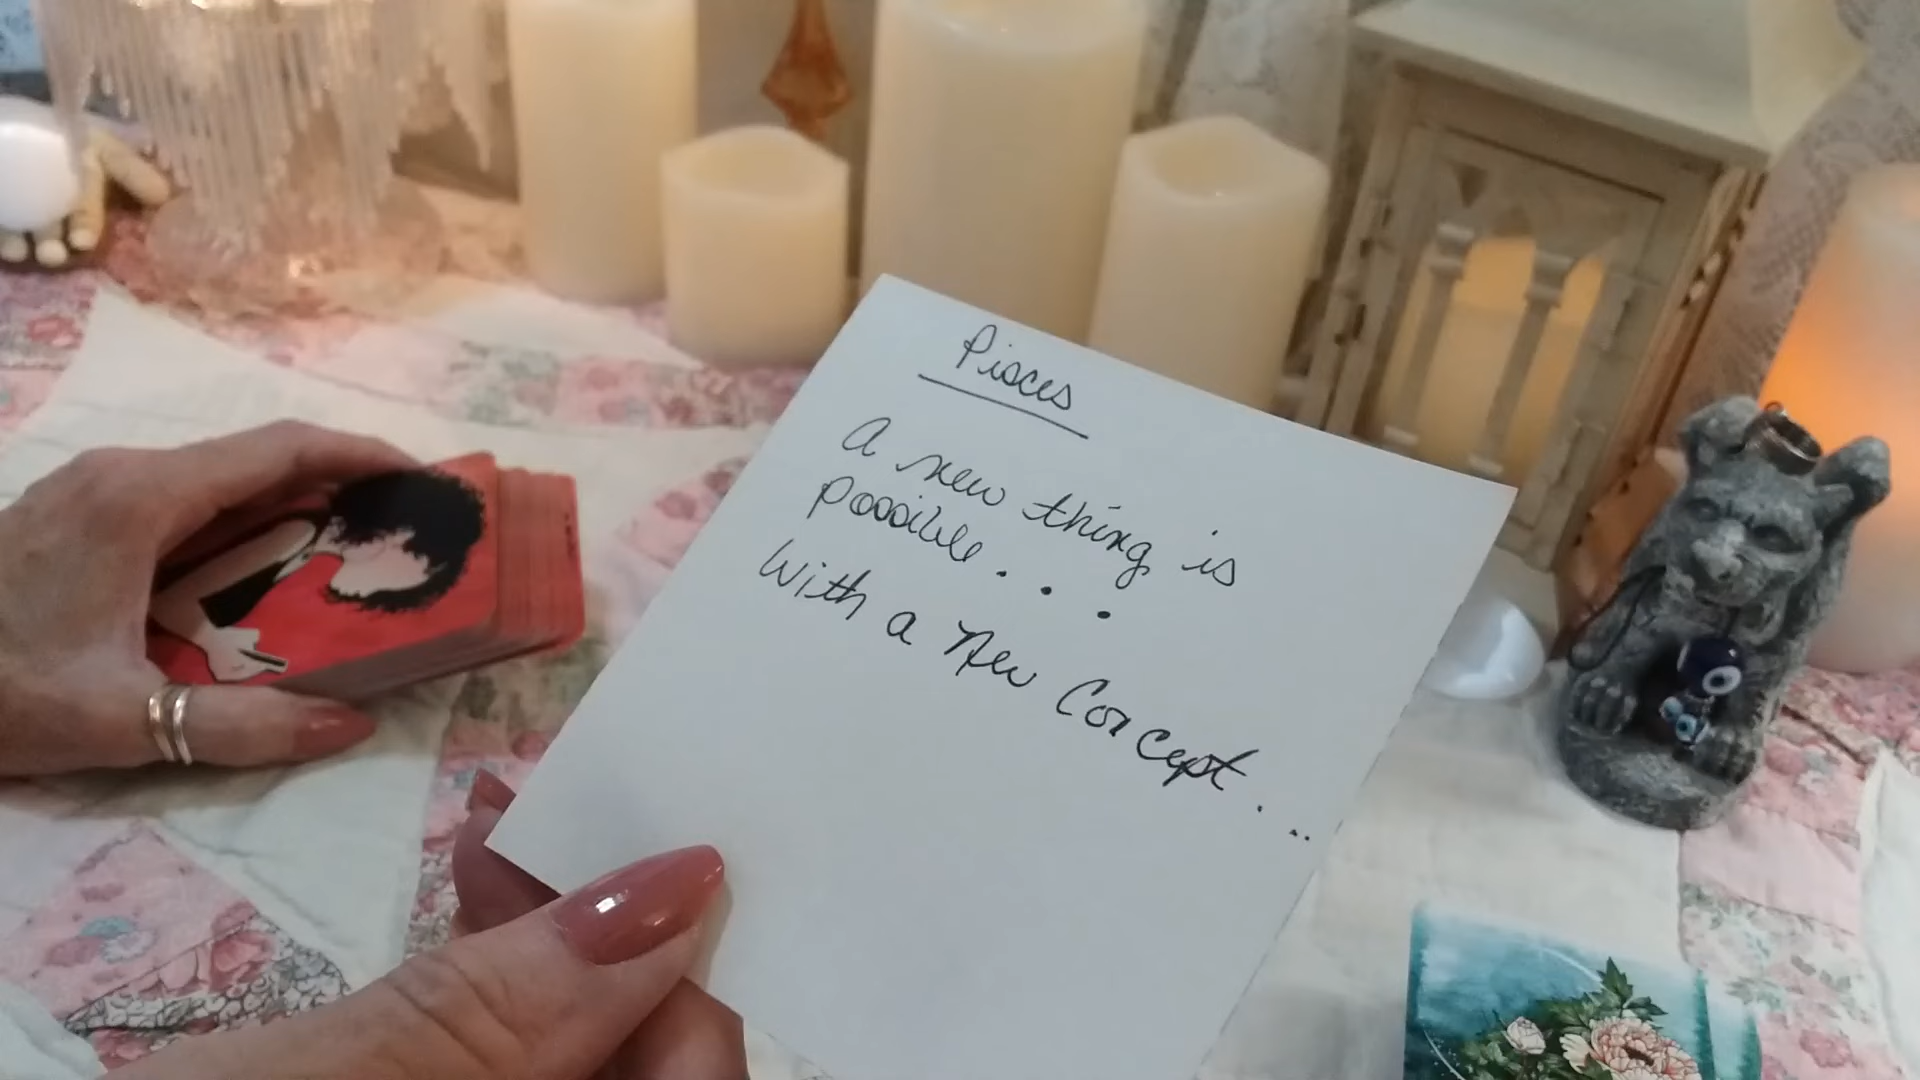 Pisces
A new thing is
possible...
With a New Concept...